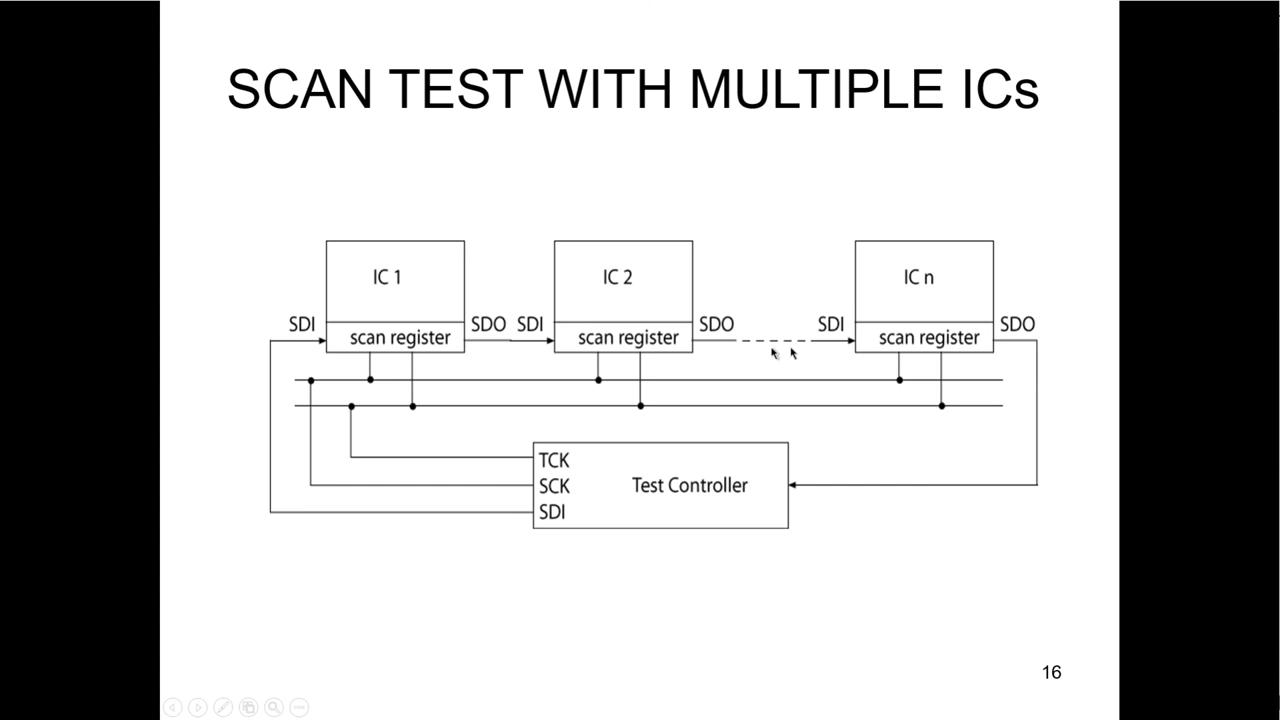 SCAN TEST WITH MULTIPLE ICs
IC 1
IC 2
IC n
SDI
scan register
SDO
SDI
scan register
SDO
SDI
scan register
SDO
TCK
SCK
Test Controller
SDI
16